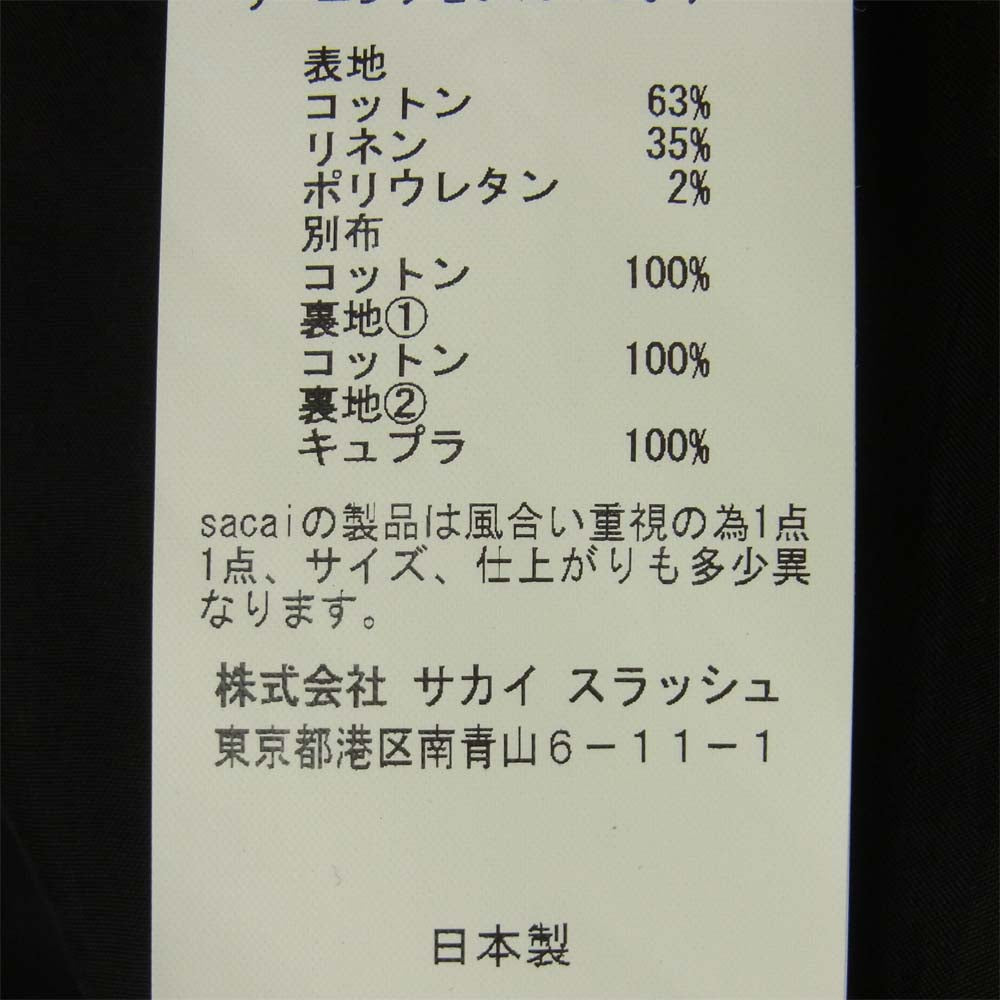 表地
コットン 63%
リネン 35%
ポリウレタン 2%
別布
コットン 100%
裏地①
コットン 100%
裏地②
キュプラ 100%
sacaiの製品は風合い重視の為1点
1点、サイズ、仕上がりも多少異
なります。
株式会社 サカイ スラッシュ
東京都港区南青山6－11－1
日本製